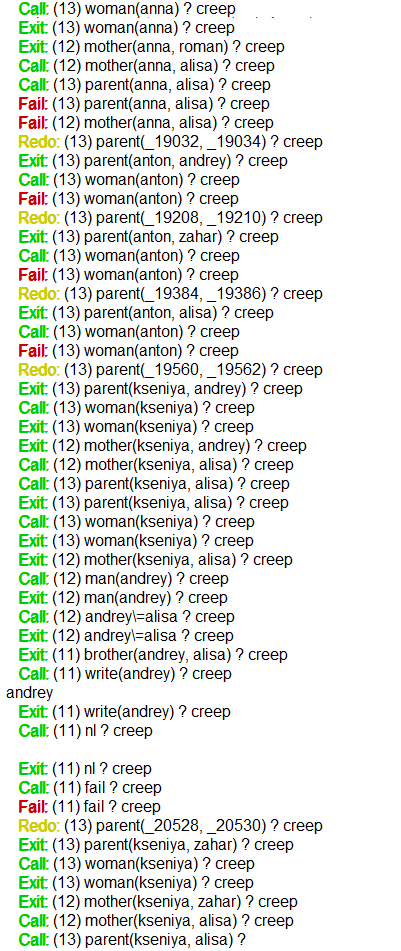 Call: (13) woman(anna) ? creep
Exit: (13) woman(anna) ? creep
Exit: (12) mother(anna, roman) ? creep
Call: (12) mother(anna, alisa) ? creep
Call: (13) parent(anna, alisa) ? creep
Fail: (13) parent(anna, alisa) ? creep
Fail: (12) mother(anna, alisa) ? creep
Redo: (13) parent(_19032, _19034) ? creep
Exit: (13) parent(anton, andrey) ? creep
Call: (13) woman(anton) ? creep
Fail: (13) woman(anton) ? creep
Redo: (13) parent(_19208, _19210) ? creep
Exit: (13) parent(anton, zahar) ? creep
Call: (13) woman(anton) ? creep
Fail: (13) woman(anton) ? creep
Redo: (13) parent(_19384, _19386) ? creep
Exit: (13) parent(anton, alisa) ? creep
Call: (13) woman(anton) ? creep
Fail: (13) woman(anton) ? creep
Redo: (13) parent(_19560, _19562) ? creep
Exit: (13) parent(kseniya, andrey) ? creep
Call: (13) woman(kseniya) ? creep
Exit: (13) woman(kseniya) ? creep
Exit: (12) mother(kseniya, andrey) ? creep
Call: (12) mother(kseniya, alisa) ? creep
Call: (13) parent(kseniya, alisa) ? creep
Exit: (13) parent(kseniya, alisa) ? creep
Call: (13) woman(kseniya) ? creep
Exit: (13) woman(kseniya) ? creep
Exit: (12) mother(kseniya, alisa) ? creep
Call: (12) man(andrey) ? creep
Exit: (12) man(andrey) ? creep
Call: (12) andrey\=alisa ? creep
Exit: (12) andrey\=alisa ? creep
Exit: (11) brother(andrey, alisa) ? creep
Call: (11) write(andrey) ? creep
andrey
Exit: (11) write(andrey) ? creep
Call: (11) nl ? creep
Exit: (11) nl ? creep
Call: (11) fail ? creep
Fail: (11) fail ? creep
Redo: (13) parent(_20528, _20530) ? creep
Exit: (13) parent(kseniya, zahar) ? creep
Call: (13) woman(kseniya) ? creep
Exit: (13) woman(kseniya) ? creep
Exit: (12) mother(kseniya, zahar) ? creep
Call: (12) mother(kseniya, alisa) ? creep
Call: (13) parent(kseniya, alisa) ?